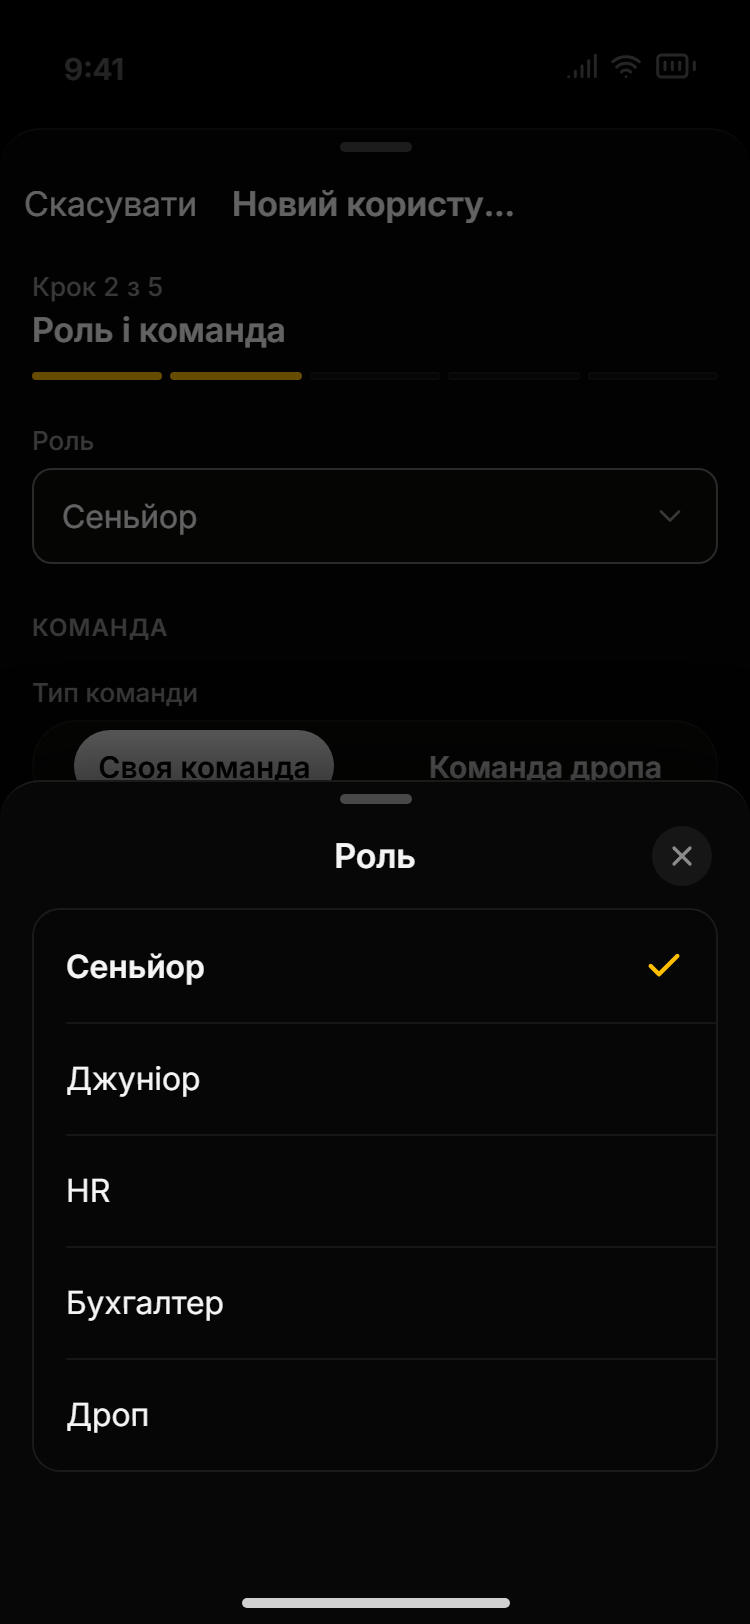 9:41
Скасувати Новий користу...
Крок 2 з 5
Роль і команда
Роль
Сеньйор
КОМАНДА
Тип команди
Своя команда Команда дропа
Роль
Сеньйор
Джуніор
HR
Бухгалтер
Дроп